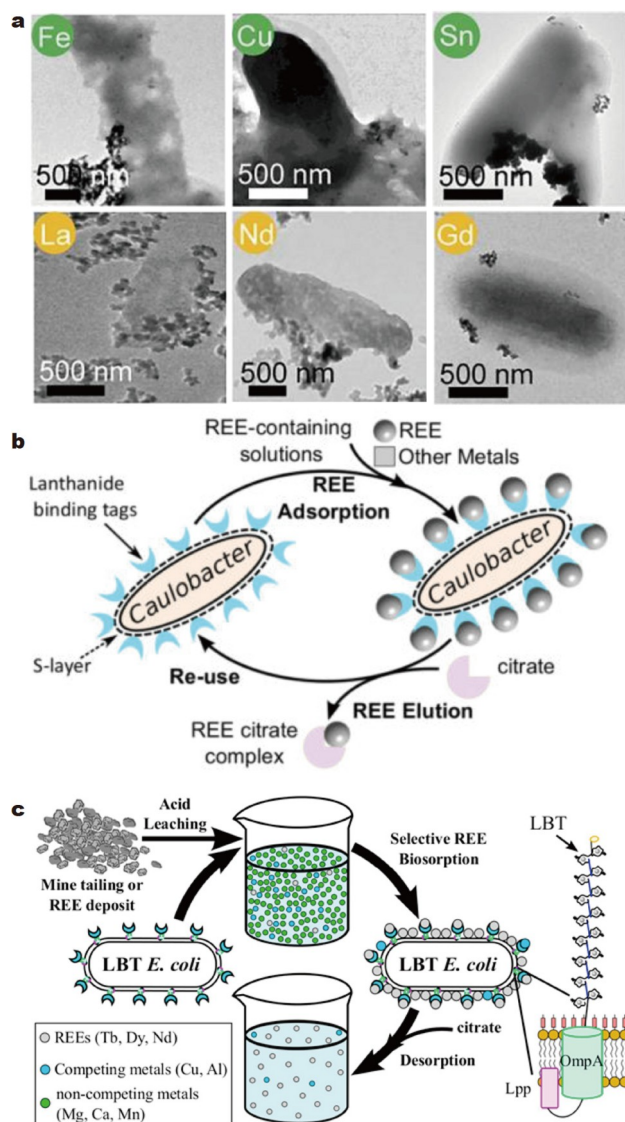 a
Fe
Cu
Sn
500 nm
500 nm
500 nm
La
Nd
Gd
500 nm
500 nm
500 nm
b
REE-containing
solutions
REE
Other Metals
Lanthanide
binding tags
REE
Adsorption
Caulobacter
Caulobacter
S-layer
Re-use
citrate
REE Elution
REE citrate
complex
c
Acid
Leaching
Mine tailing or
REE deposit
Selective REE
Biosorption
LBT
LBT E. coli
LBT E. coli
citrate
Desorption
REEs (Tb, Dy, Nd)
Competing metals (Cu, Al)
non-competing metals
(Mg, Ca, Mn)
OmpA
Lpp